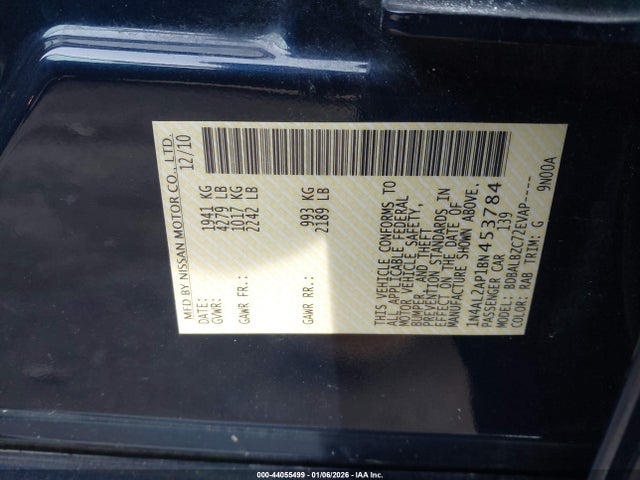 MFD BY NISSAN MOTOR CO., LTD.
DATE: 12/10
GVWR: 1941 KG
4279 LB
GAWR FR.: 1017 KG
2242 LB
GAWR RR.: 993 KG
2189 LB
THIS VEHICLE CONFORMS TO
ALL APPLICABLE FEDERAL
MOTOR VEHICLE SAFETY,
BUMPER, AND THEFT
PREVENTION STANDARDS IN
EFFECT ON THE DATE OF
MANUFACTURE SHOWN ABOVE.
1N4AL2AP1BN453784
PASSENGER CAR 139
MODEL: BDBALBZC72EVAP-----
COLOR: RAB TRIM: G 9N00A
000-44055499 - 01/06/2026 - IAA Inc.